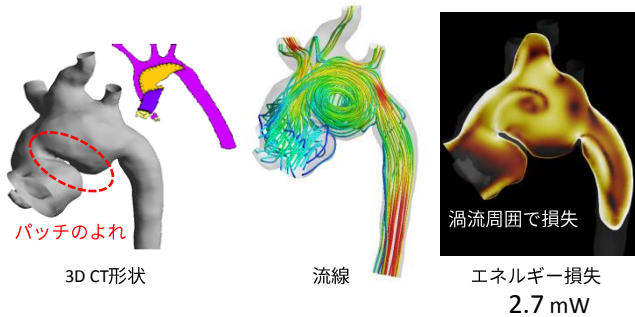 パッチのよれ
渦流周囲で損失
3D CT形状
流線
エネルギー損失
2.7 mW